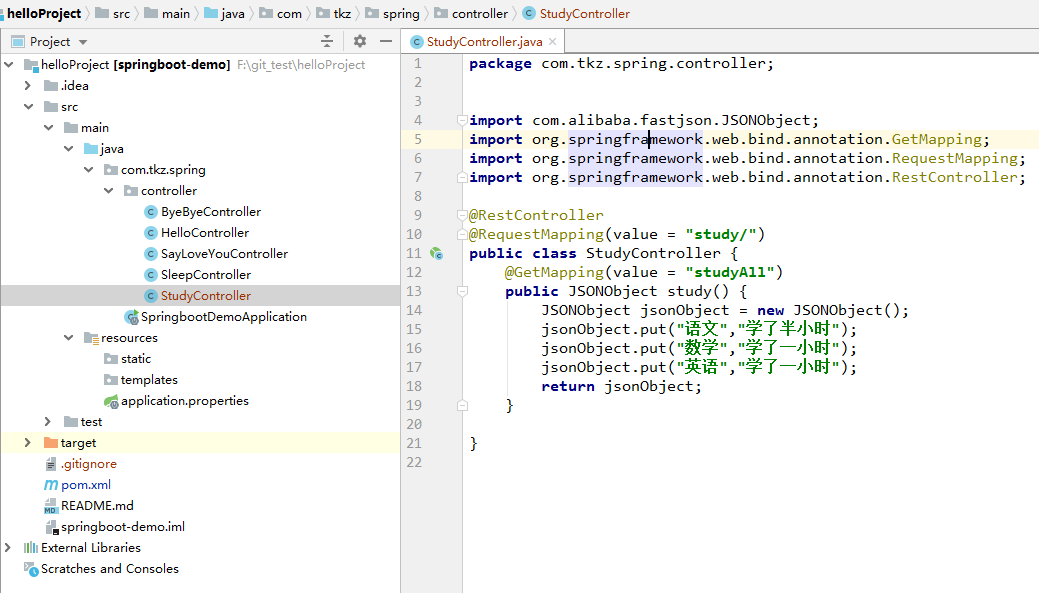 helloProject src main java com tkz spring controller StudyController
Project
StudyController.java
helloProject [springboot-demo] F:\git_test\helloProject
.idea
src
main
java
com.tkz.spring
controller
ByeByeController
HelloController
SayLoveYouController
SleepController
StudyController
SpringbootDemoApplication
resources
static
templates
application.properties
test
target
.gitignore
pom.xml
README.md
springboot-demo.iml
External Libraries
Scratches and Consoles
1 package com.tkz.spring.controller;
2
3
4 import com.alibaba.fastjson.JSONObject;
5 import org.springframework.web.bind.annotation.GetMapping;
6 import org.springframework.web.bind.annotation.RequestMapping;
7 import org.springframework.web.bind.annotation.RestController;
8
9 @RestController
10 @RequestMapping(value = "study/")
11 public class StudyController {
12 @GetMapping(value = "studyAll")
13 public JSONObject study() {
14 JSONObject jsonObject = new JSONObject();
15 jsonObject.put("语文","学了半小时");
16 jsonObject.put("数学","学了一小时");
17 jsonObject.put("英语","学了一小时");
18 return jsonObject;
19 }
20
21 }
22